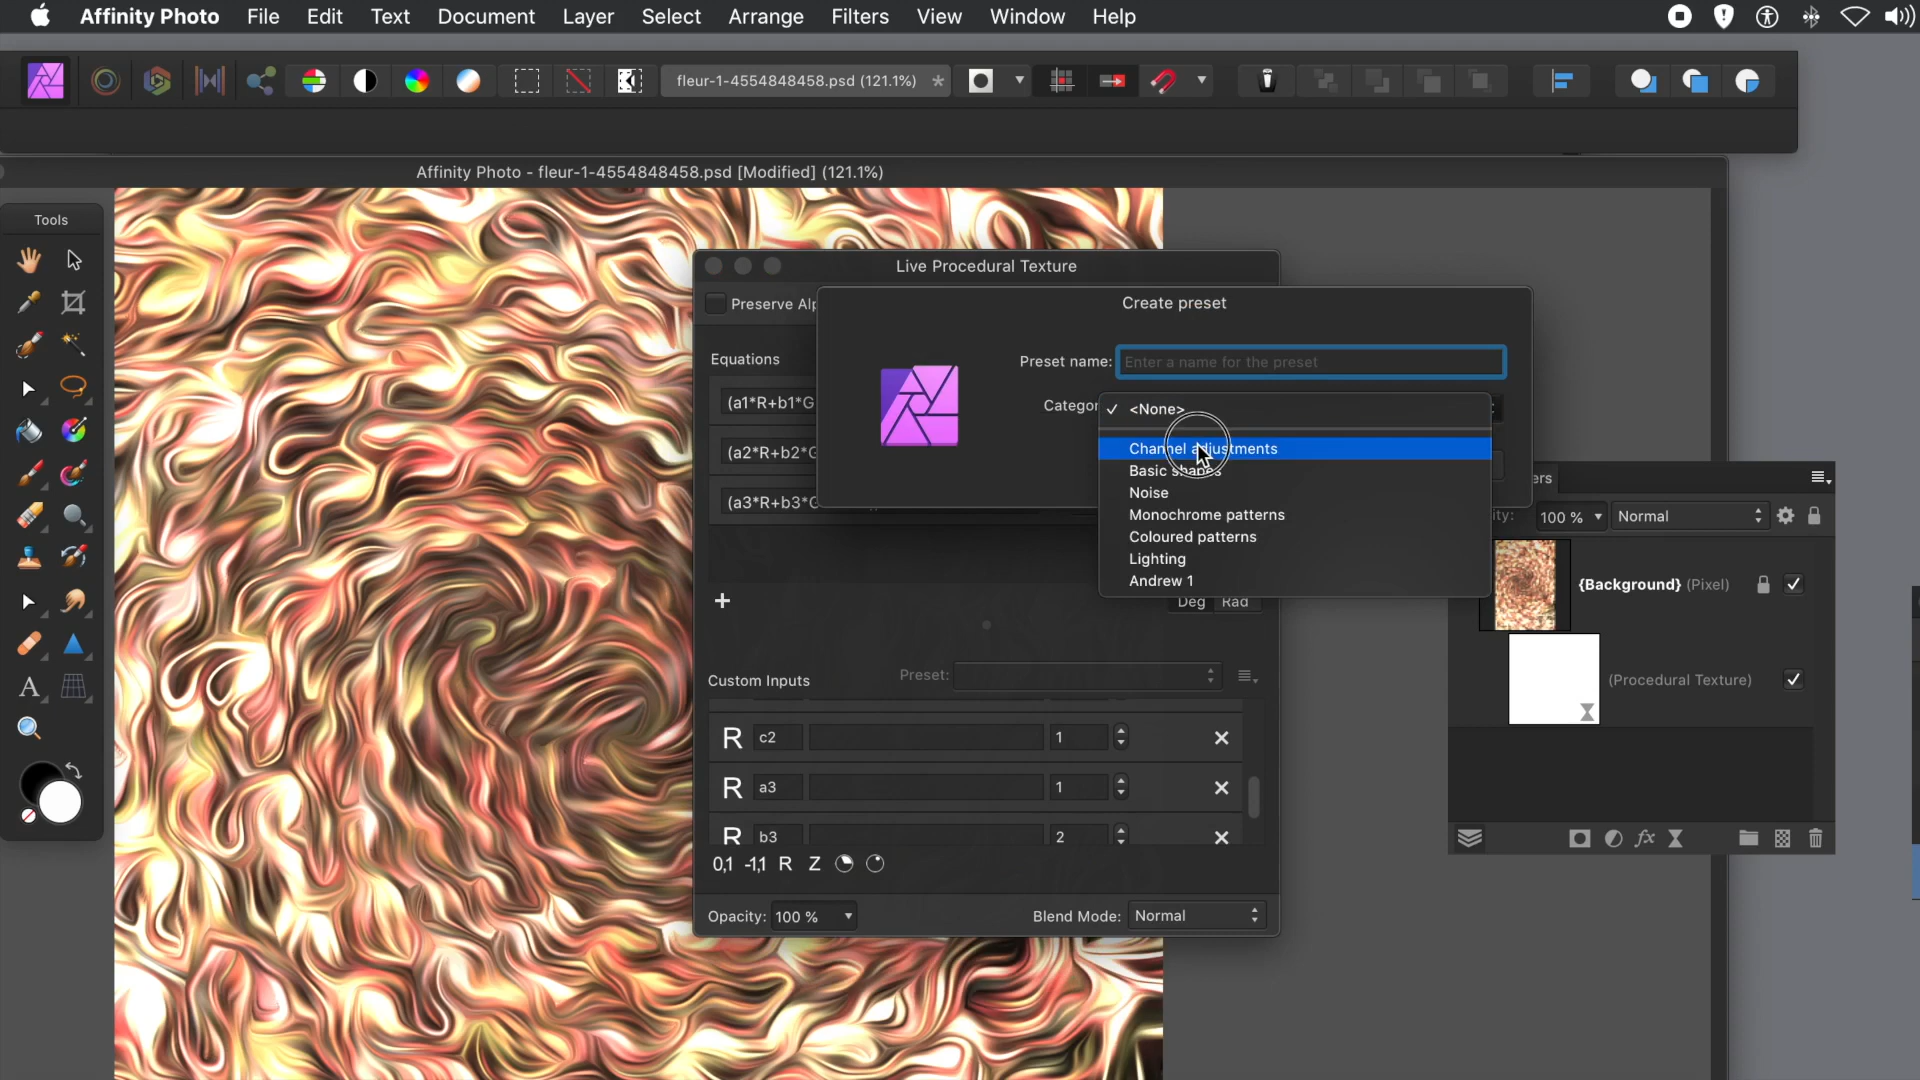 Affinity Photo File Edit Text Document Layer Select Arrange Filters View Window Help
fleur-1-4554848458.psd (121.1%) *
Affinity Photo - fleur-1-4554848458.psd [Modified] (121.1%)
Tools
Live Procedural Texture
Preserve Alp
Create preset
Preset name: Enter a name for the preset
Equations
(a1*R+b1*G
(a2*R+b2*G
(a3*R+b3*G
Categor
<None>
Channel adjustments
Basic shapes
Noise
Monochrome patterns
Coloured patterns
Lighting
Andrew 1
Deg Rad
Custom Inputs
Preset:
R c2 1
R a3 1
R b3 2
0,1 -1,1 R Z
Opacity: 100 %
Blend Mode: Normal
ers
ity: 100 % Normal
{Background} (Pixel)
(Procedural Texture)
fx
A